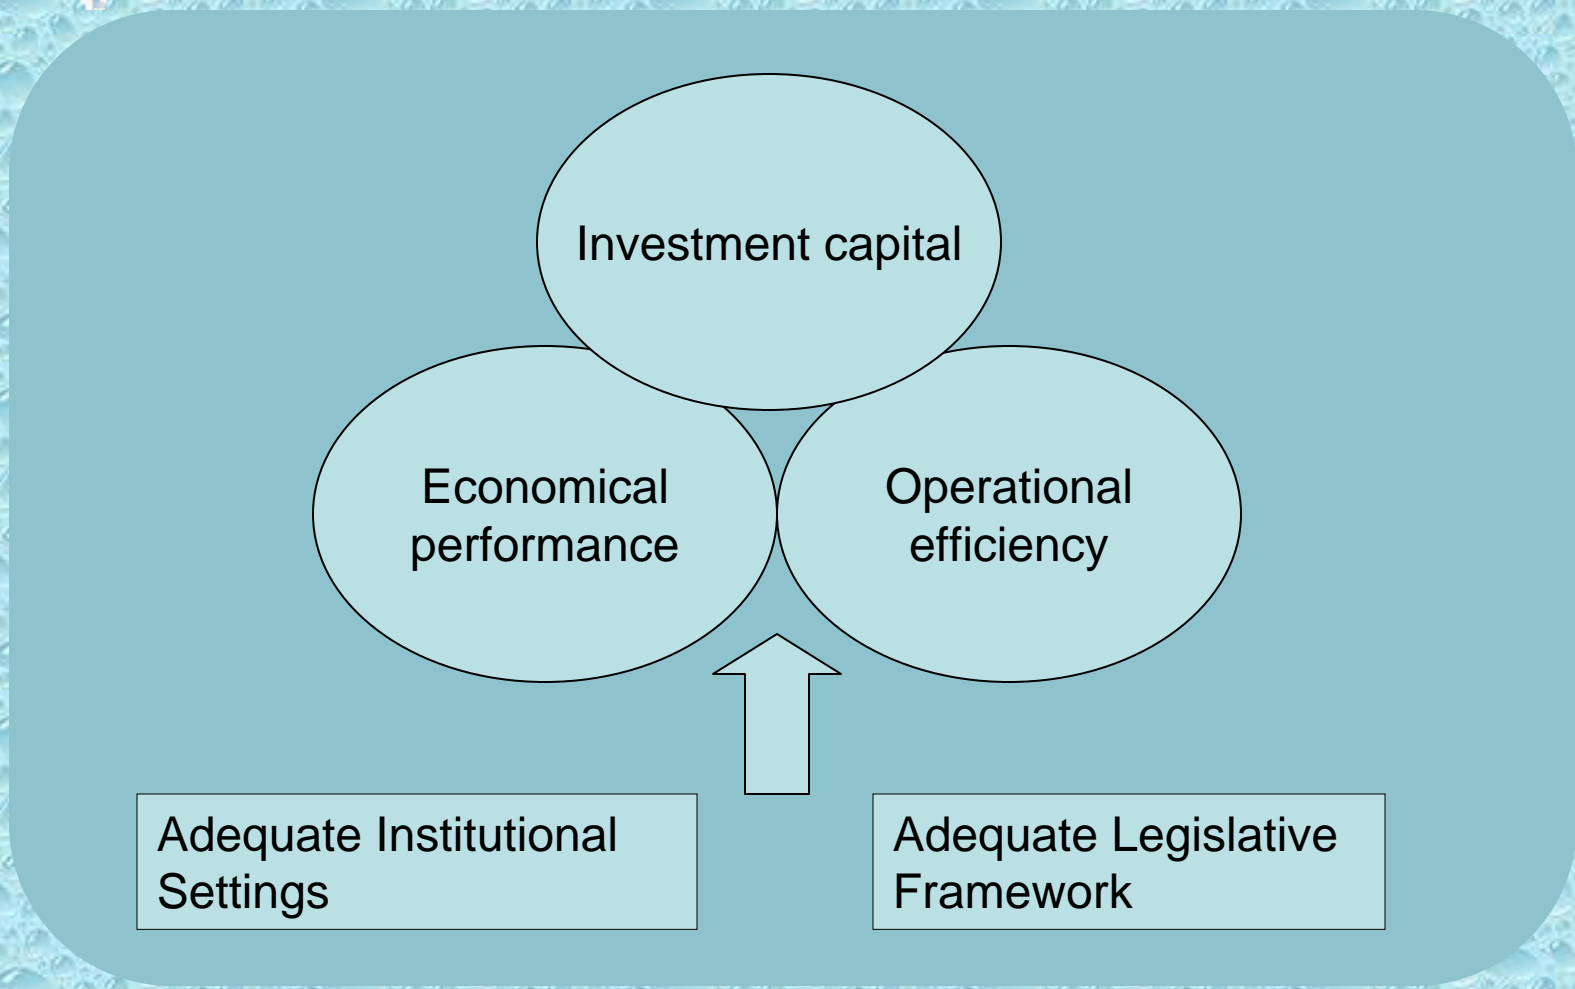 Investment capital
Economical
performance
Operational
efficiency
Adequate Institutional
Settings
Adequate Legislative
Framework